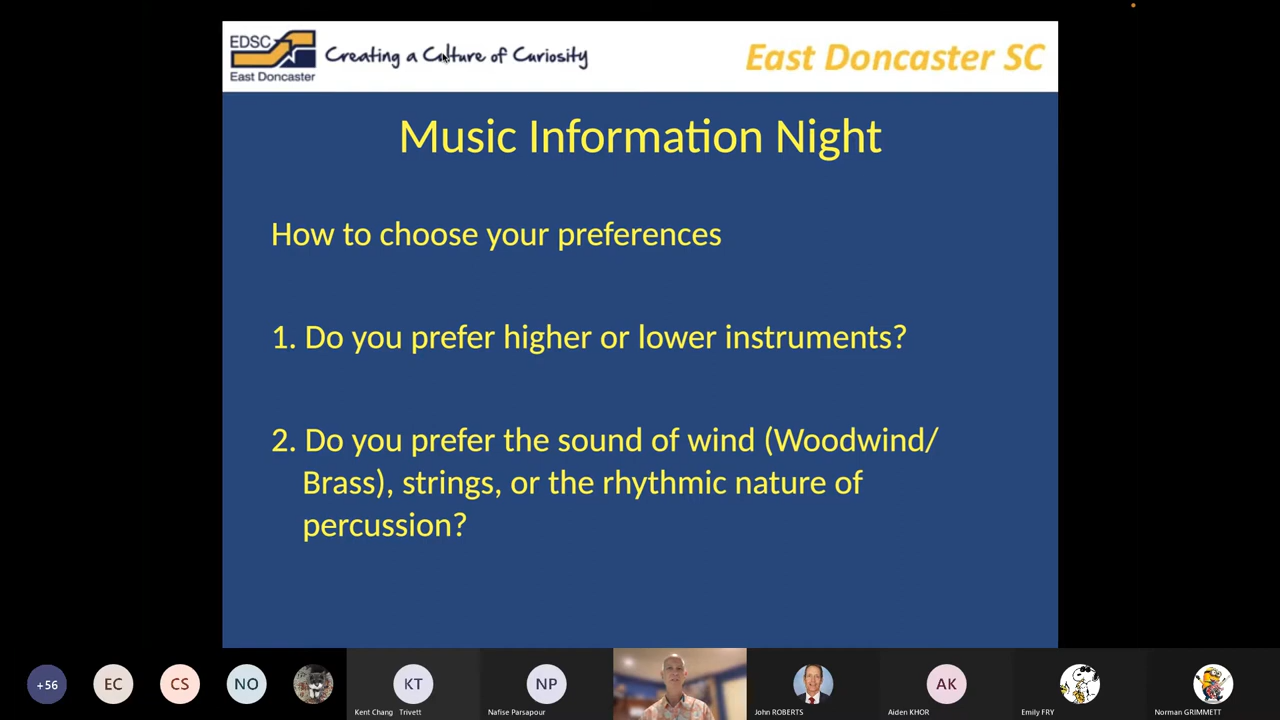 EDSC
East Doncaster
Creating a Culture of Curiosity
East Doncaster SC
Music Information Night
How to choose your preferences
1. Do you prefer higher or lower instruments?
2. Do you prefer the sound of wind (Woodwind/
Brass), strings, or the rhythmic nature of
percussion?
+56
EC
CS
NO
KT
Kent Chang Trivett
NP
Nafise Parsapour
John ROBERTS
AK
Aiden KHOR
Emily FRY
Norman GRIMMETT